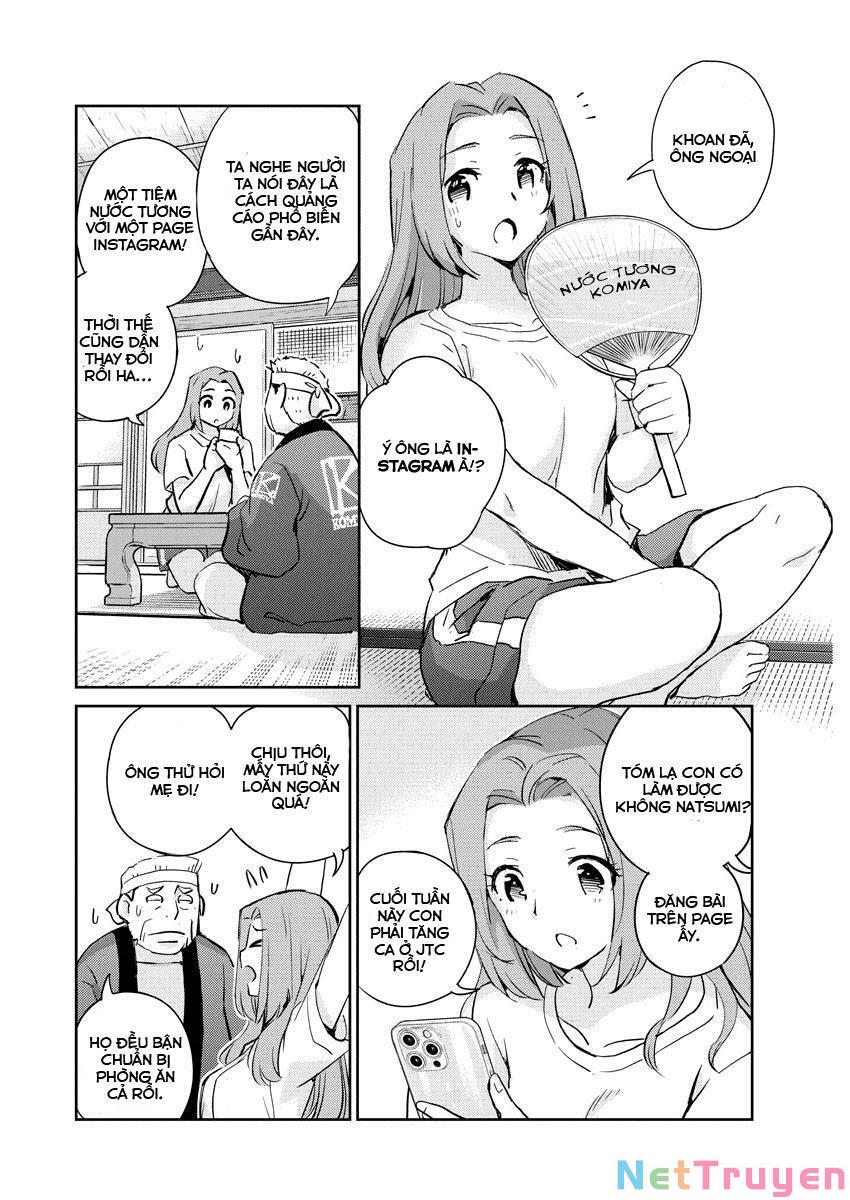 KHOAN ĐÃ,
ÔNG NGOẠI
NƯỚC TƯƠNG
KOMIYA
Ý ÔNG LÀ IN-
STAGRAM À!?
TA NGHE NGƯỜI
TA NÓI ĐÂY LÀ
CÁCH QUẢNG
CÁO PHỔ BIẾN
GẦN ĐÂY.
MỘT TIỆM
NƯỚC TƯƠNG
VỚI MỘT PAGE
INSTAGRAM!
THỜI THẾ
CŨNG DẦN
THAY ĐỔI
RỒI HA...
TÓM LẠ CON CÓ
LÀM ĐƯỢC
KHÔNG NATSUMI?
ĐĂNG BÀI
TRÊN PAGE
ẤY.
CUỐI TUẦN
NÀY CON
PHẢI TĂNG
CA Ở JTC
RỒI!
CHỊU THÔI,
MẤY THỨ NÀY
LOẰN NGOẰN
QUÁ!
ÔNG THỬ HỎI
MẸ ĐI!
HỌ ĐỀU BẬN
CHUẨN BỊ
PHÒNG ĂN
CẢ RỒI.
NetTruyen